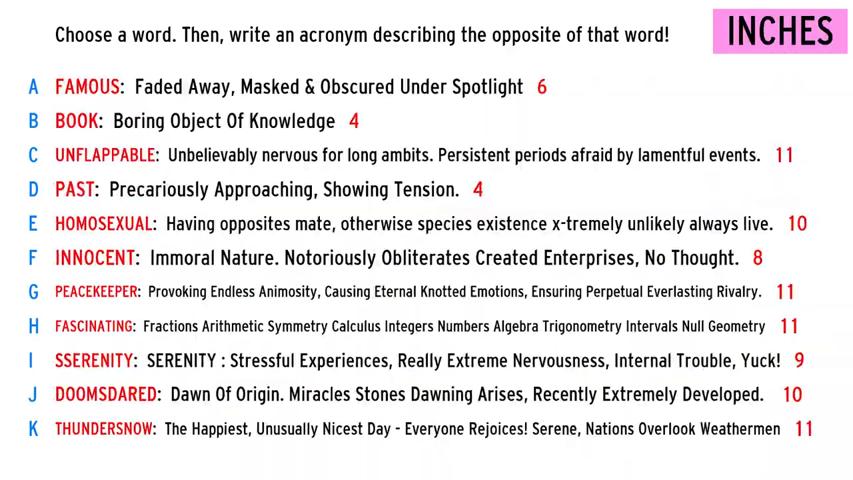 Choose a word. Then, write an acronym describing the opposite of that word!
INCHES
A FAMOUS: Faded Away, Masked & Obscured Under Spotlight 6
B BOOK: Boring Object Of Knowledge 4
C UNFLAPPABLE: Unbelievably nervous for long ambits. Persistent periods afraid by lamentful events. 11
D PAST: Precariously Approaching, Showing Tension. 4
E HOMOSEXUAL: Having opposites mate, otherwise species existence x-tremely unlikely always live. 10
F INNOCENT: Immoral Nature. Notoriously Obliterates Created Enterprises, No Thought. 8
G PEACEKEEPER: Provoking Endless Animosity, Causing Eternal Knotted Emotions, Ensuring Perpetual Everlasting Rivalry. 11
H FASCINATING: Fractions Arithmetic Symmetry Calculus Integers Numbers Algebra Trigonometry Intervals Null Geometry 11
I SSERENITY: SERENITY : Stressful Experiences, Really Extreme Nervousness, Internal Trouble, Yuck! 9
J DOOMSDARED: Dawn Of Origin. Miracles Stones Dawning Arises, Recently Extremely Developed. 10
K THUNDERSNOW: The Happiest, Unusually Nicest Day - Everyone Rejoices! Serene, Nations Overlook Weathermen 11